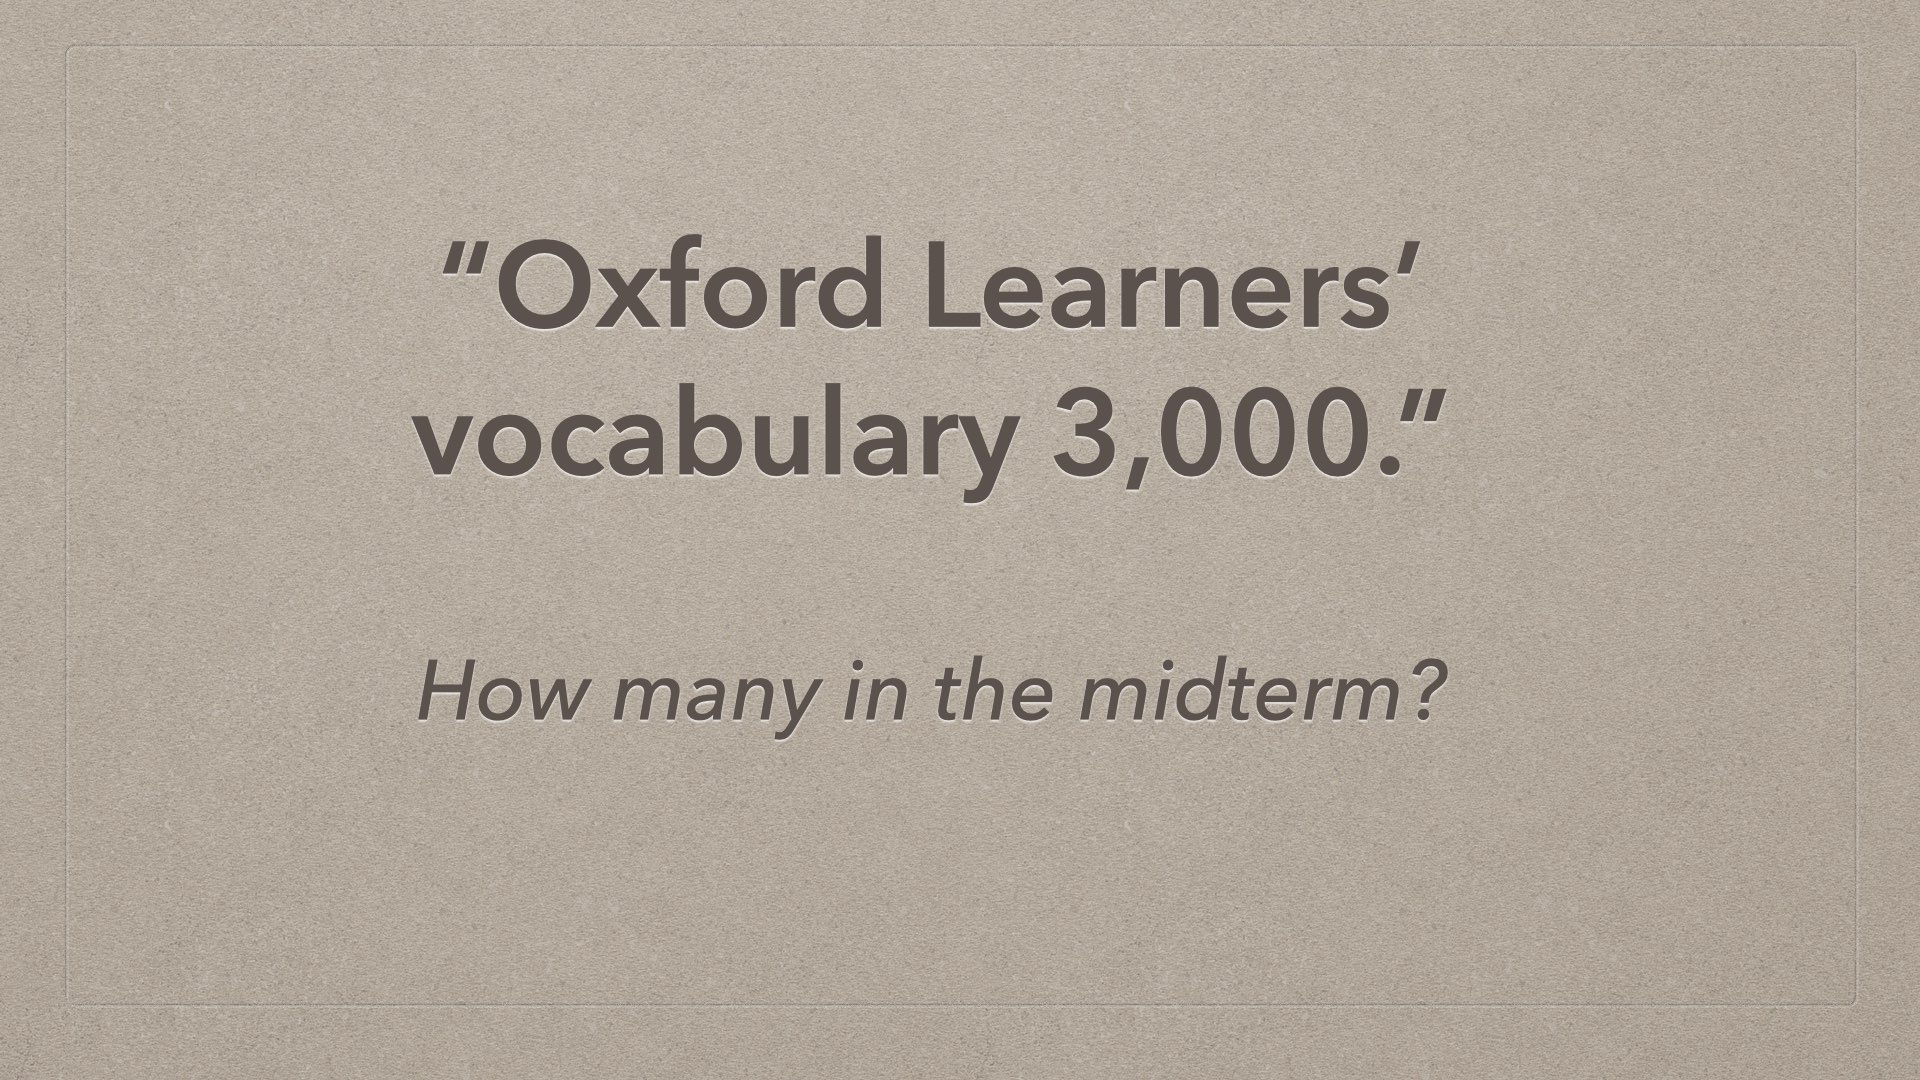 “Oxford Learners’
vocabulary 3,000.”
How many in the midterm?